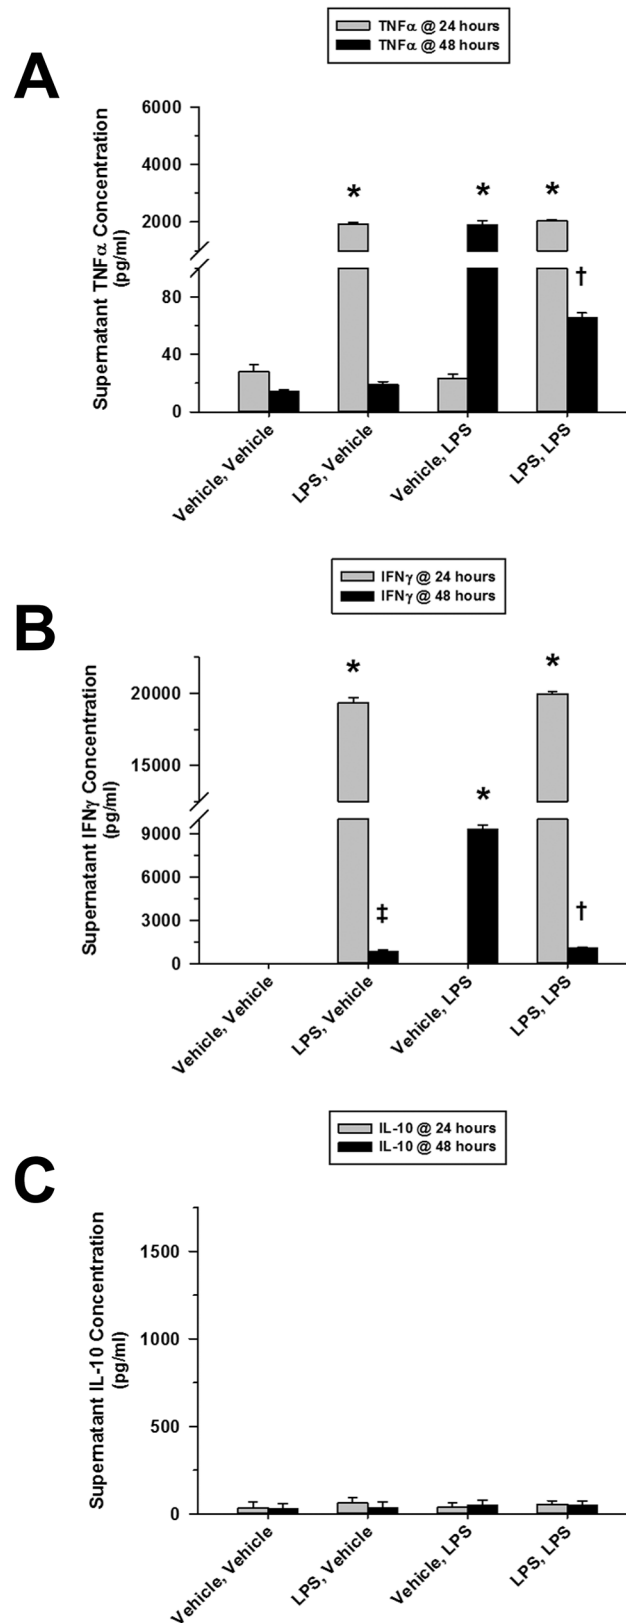 TNFα @ 24 hours
TNFα @ 48 hours
A
Supernatant TNFα Concentration
(pg/ml)
6000
4000
2000
80
40
0
*
*
*
†
Vehicle, Vehicle
LPS, Vehicle
Vehicle, LPS
LPS, LPS
IFNγ @ 24 hours
IFNγ @ 48 hours
B
Supernatant IFNγ Concentration
(pg/ml)
20000
15000
9000
6000
3000
0
*
‡
*
*
†
Vehicle, Vehicle
LPS, Vehicle
Vehicle, LPS
LPS, LPS
IL-10 @ 24 hours
IL-10 @ 48 hours
C
Supernatant IL-10 Concentration
(pg/ml)
1500
1000
500
0
Vehicle, Vehicle
LPS, Vehicle
Vehicle, LPS
LPS, LPS